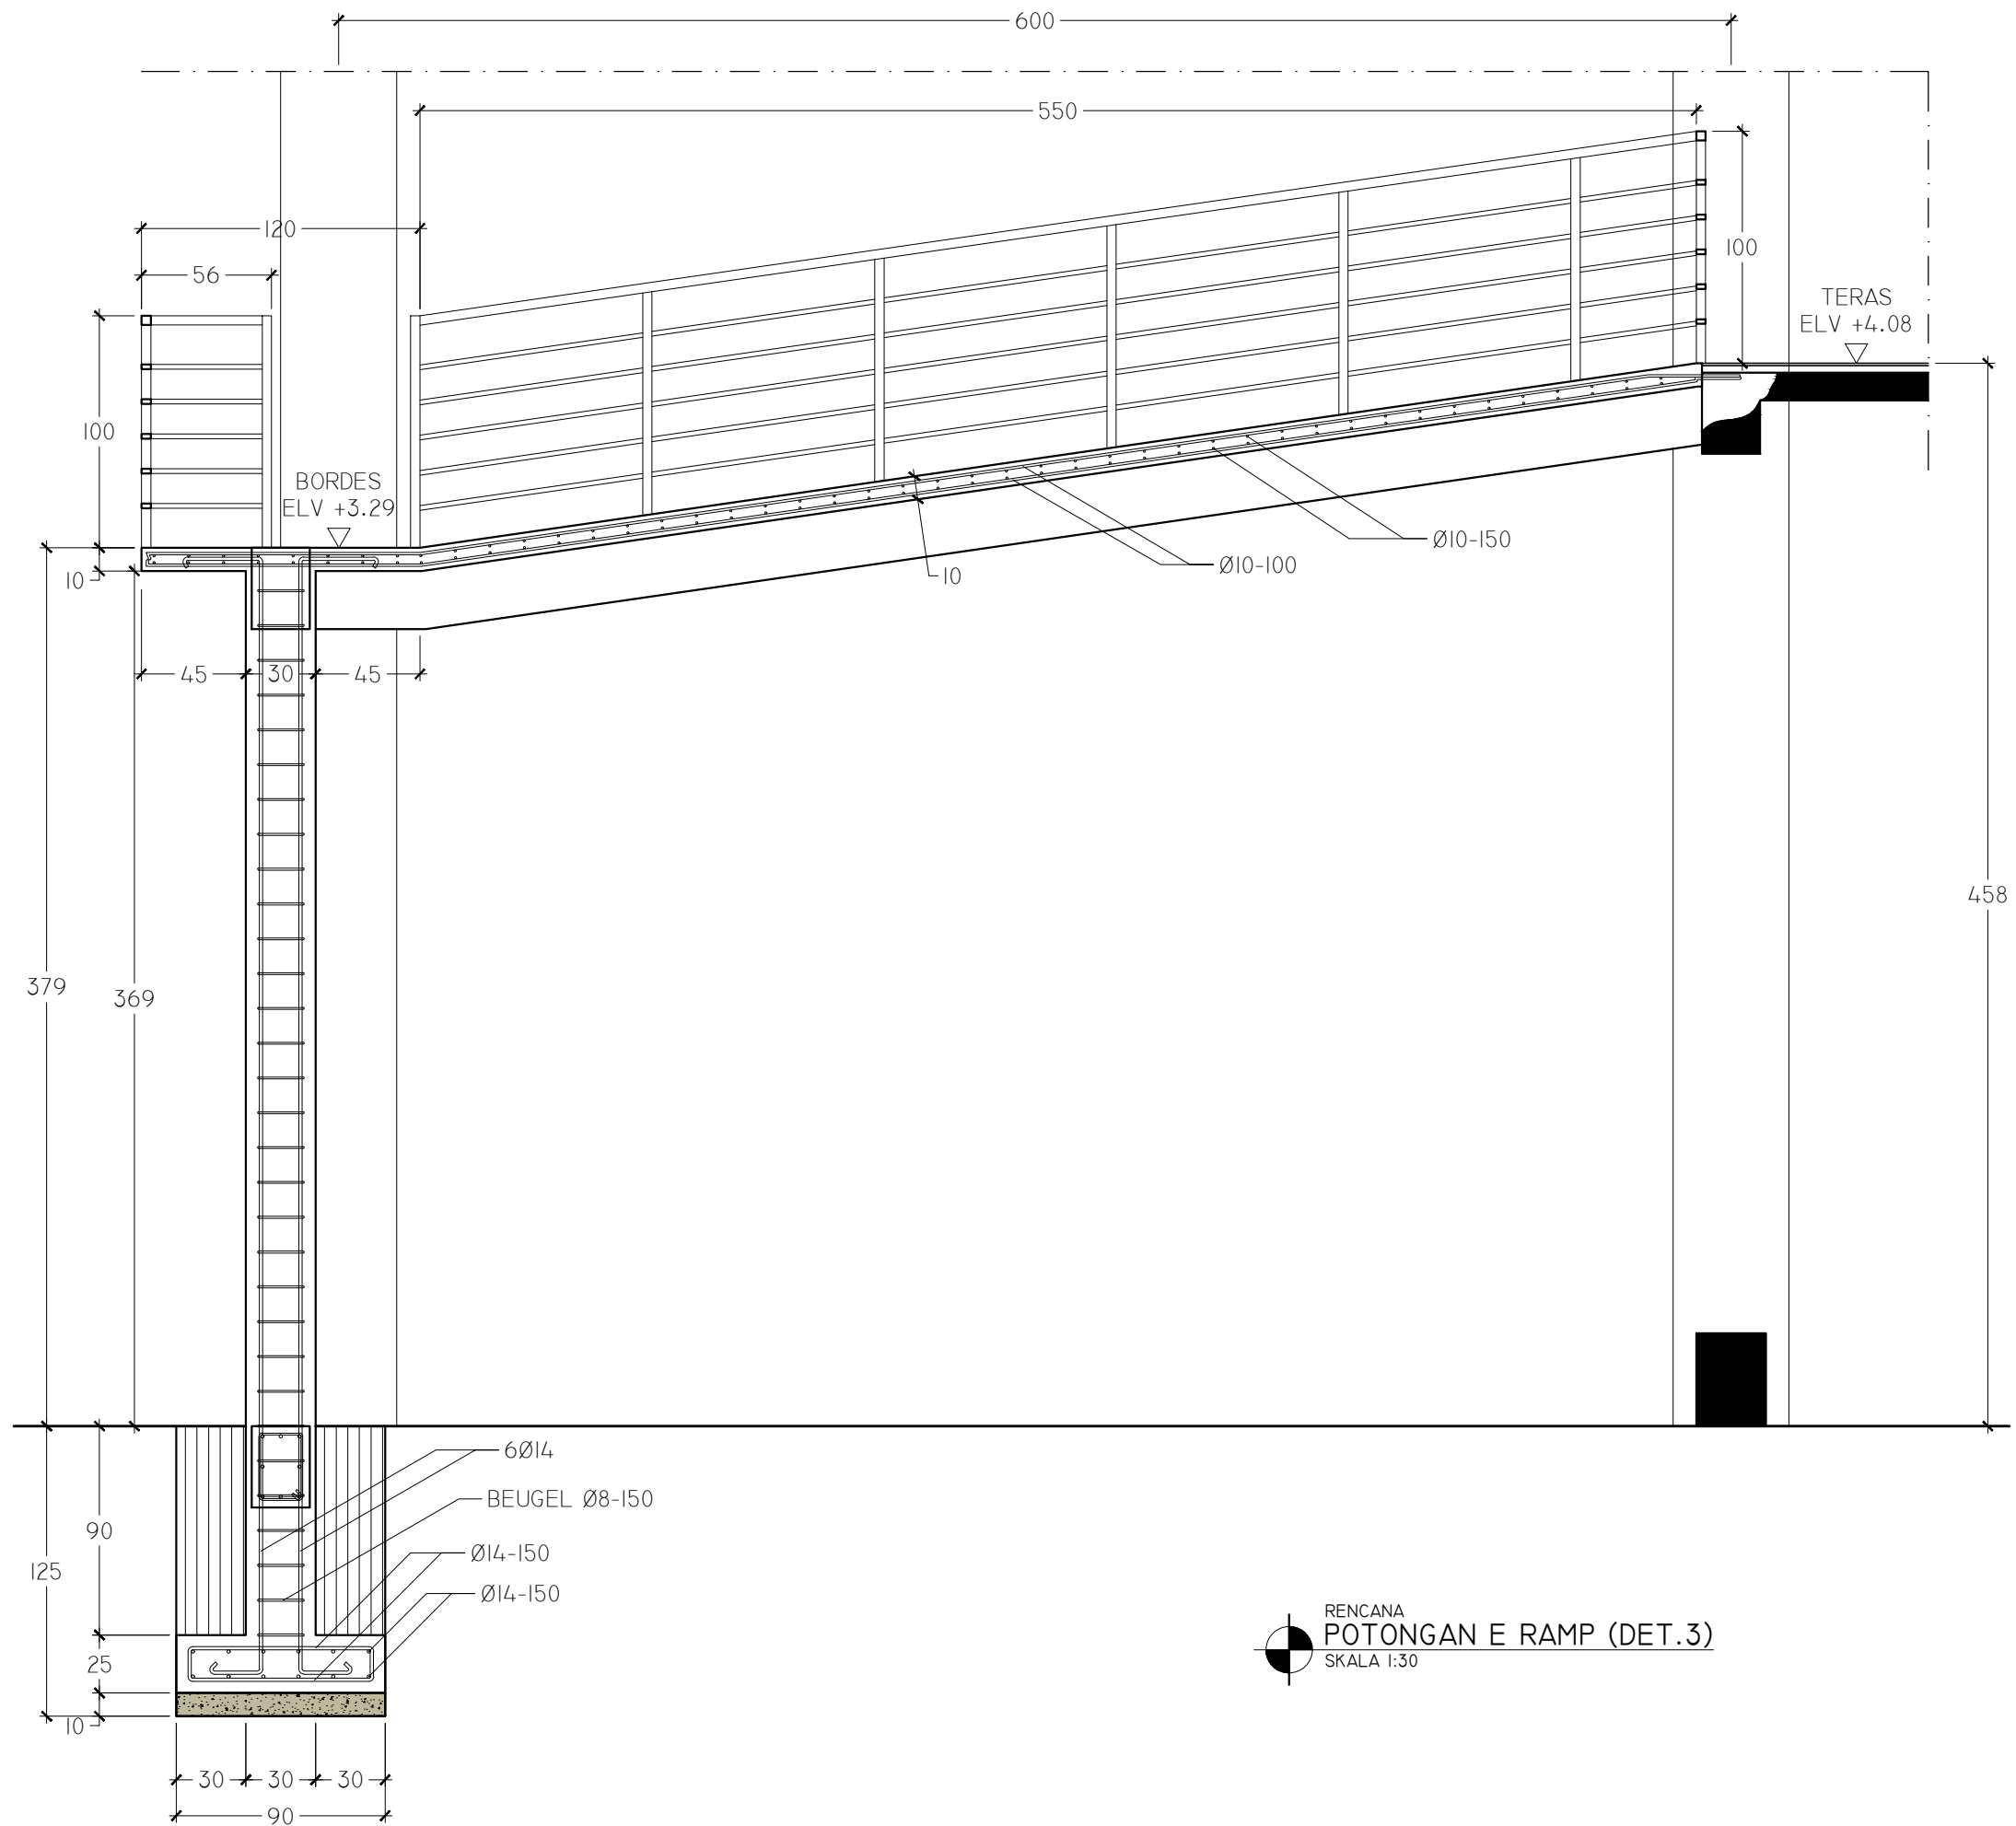 600
550
120
56
100
100
TERAS
ELV +4.08
BORDES
ELV +3.29
10
Ø10-150
Ø10-100
10
45
30
45
458
379
369
6Ø14
BEUGEL Ø8-150
90
Ø14-150
125
Ø14-150
25
10
RENCANA
POTONGAN E RAMP (DET.3)
SKALA 1:30
30
30
30
90